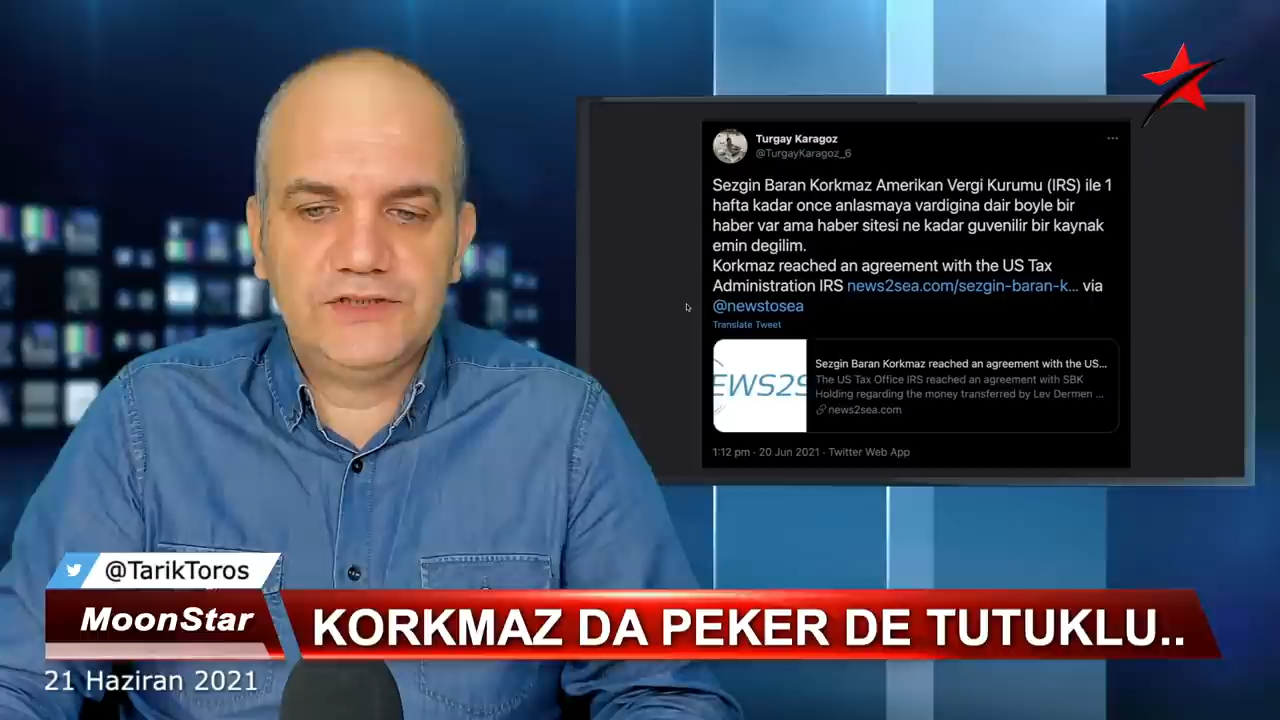 Turgay Karagoz
@TurgayKaragoz_6
Sezgin Baran Korkmaz Amerikan Vergi Kurumu (IRS) ile 1
hafta kadar once anlasmaya vardigina dair boyle bir
haber var ama haber sitesi ne kadar guvenilir bir kaynak
emin degilim.
Korkmaz reached an agreement with the US Tax
Administration IRS news2sea.com/sezgin-baran-k... via
@newstosea
Translate Tweet
EWS2S
Sezgin Baran Korkmaz reached an agreement with the US...
The US Tax Office IRS reached an agreement with SBK
Holding regarding the money transferred by Lev Dermen ...
news2sea.com
1:12 pm · 20 Jun 2021 · Twitter Web App
@TarikToros
MoonStar
KORKMAZ DA PEKER DE TUTUKLU..
21 Haziran 2021